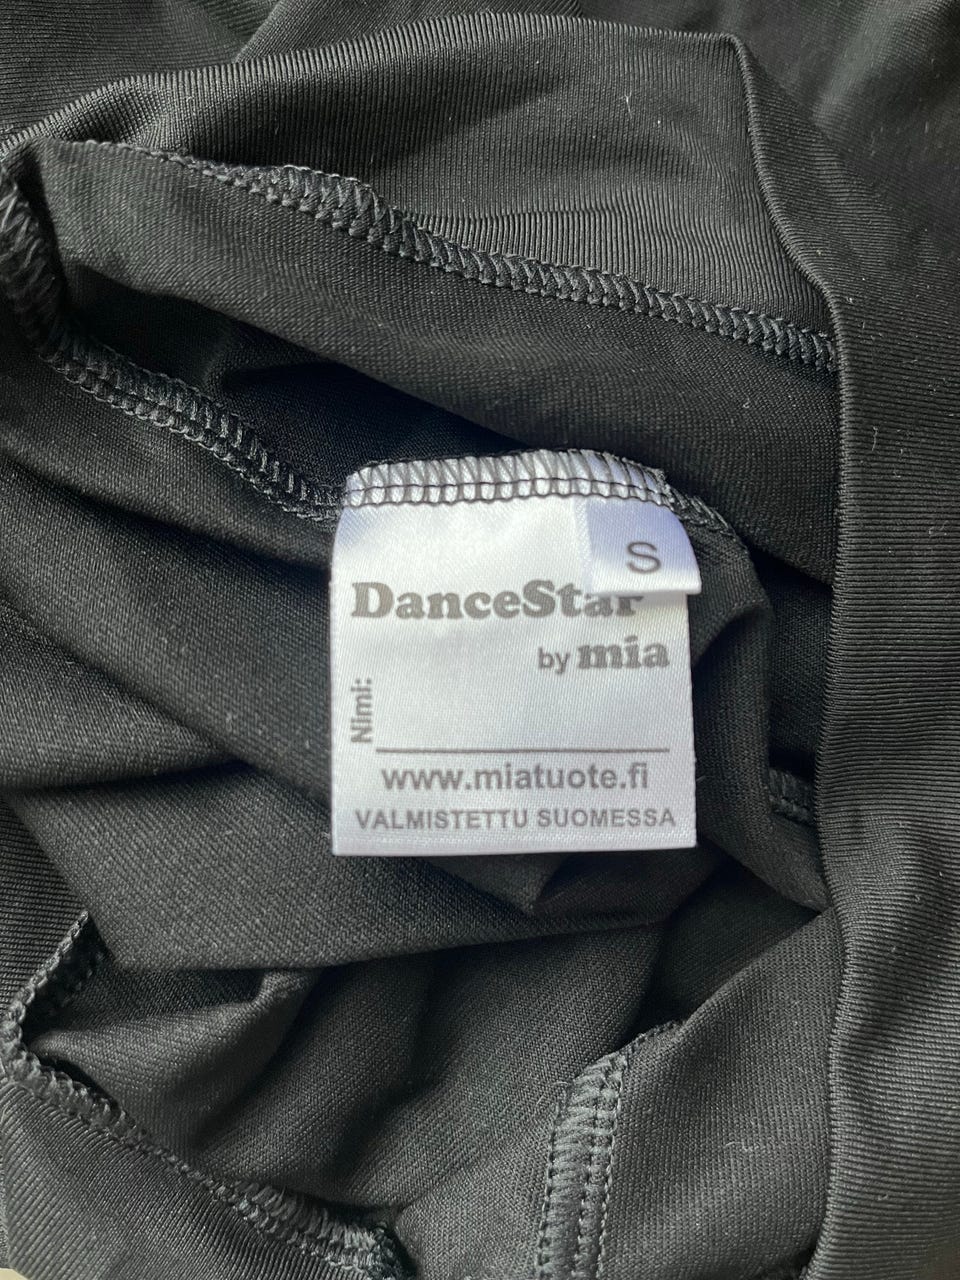 S
DanceStar
by mia
Nimi:
www.miatuote.fi
VALMISTETTU SUOMESSA